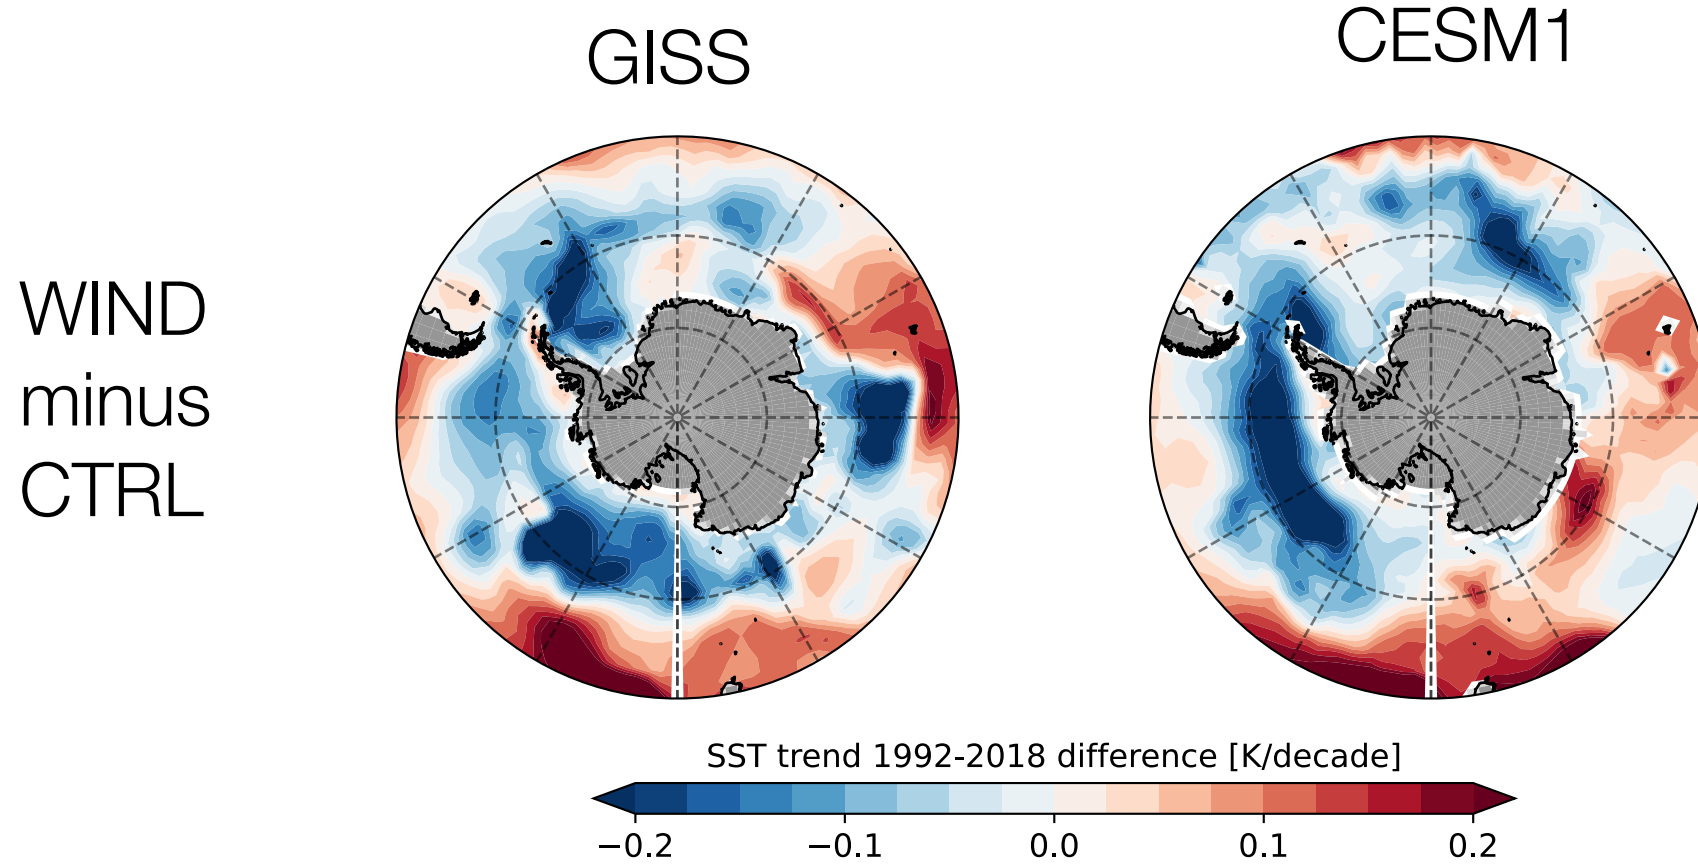 GISS
CESM1
WIND
minus
CTRL
SST trend 1992-2018 difference [K/decade]
−0.2 −0.1 0.0 0.1 0.2